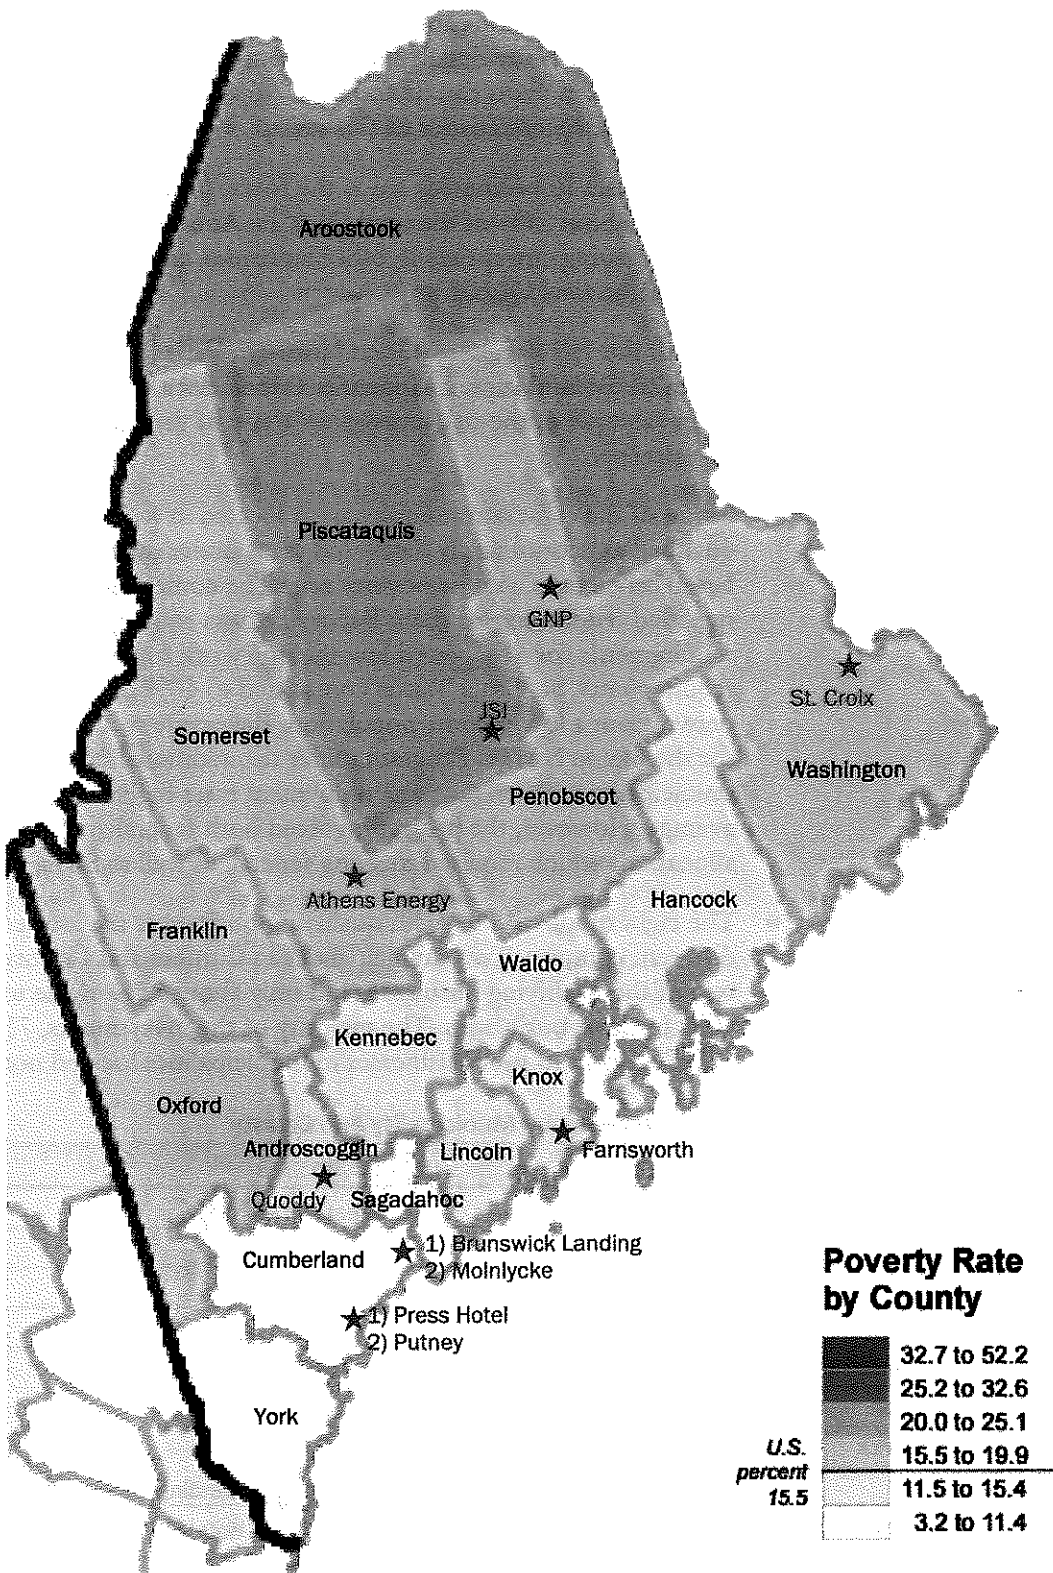 Aroostook
Piscataquis
GNP
St. Croix
JSI
Somerset
Washington
Penobscot
Athens Energy
Hancock
Franklin
Waldo
Kennebec
Knox
Oxford
Androscoggin
Lincoln
Farnsworth
Quoddy
Sagadahoc
Cumberland
1) Brunswick Landing
2) Molnlycke
1) Press Hotel
2) Putney
York
Poverty Rate
by County
32.7 to 52.2
25.2 to 32.6
20.0 to 25.1
15.5 to 19.9
11.5 to 15.4
3.2 to 11.4
U.S.
percent
15.5